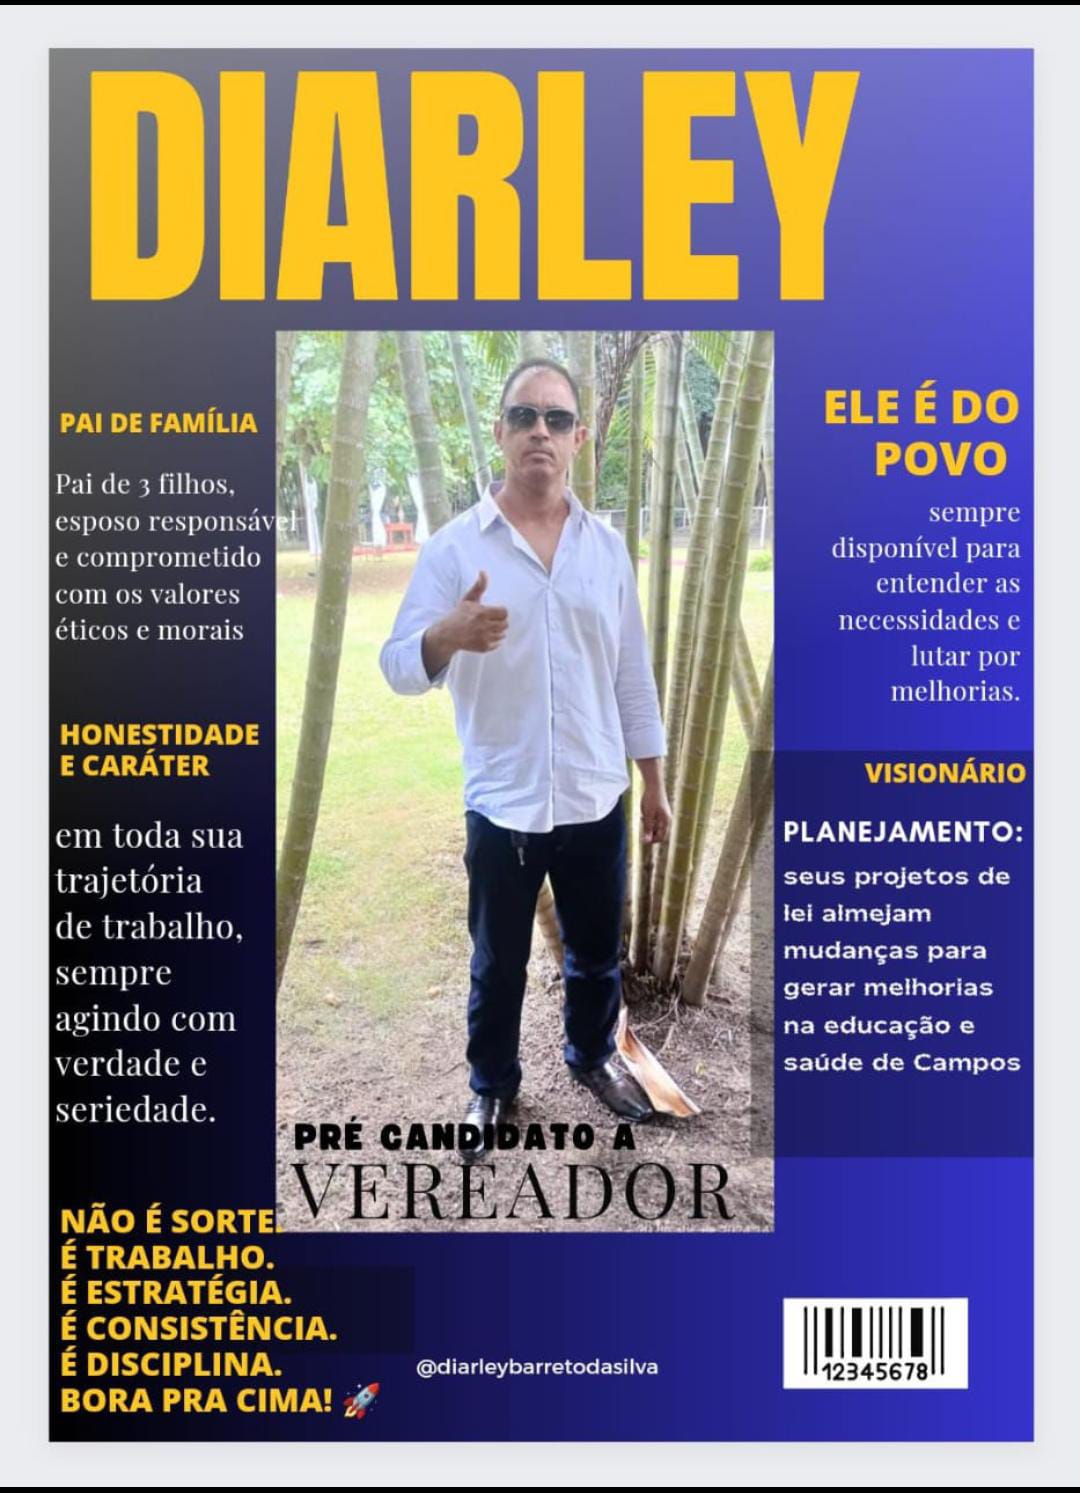 DIARLEY
PAI DE FAMÍLIA
Pai de 3 filhos,
esposo responsável
e comprometido
com os valores
éticos e morais
HONESTIDADE
E CARÁTER
em toda sua
trajetória
de trabalho,
sempre
agindo com
verdade e
seriedade.
NÃO É SORTE.
É TRABALHO.
É ESTRATÉGIA.
É CONSISTÊNCIA.
É DISCIPLINA.
BORA PRA CIMA! 🚀
PRÉ CANDIDATO A
VEREADOR
@diarleybarretodasilva
ELE É DO
POVO
sempre
disponível para
entender as
necessidades e
lutar por
melhorias.
VISIONÁRIO
PLANEJAMENTO:
seus projetos de
lei almejam
mudanças para
gerar melhorias
na educação e
saúde de Campos
12345678